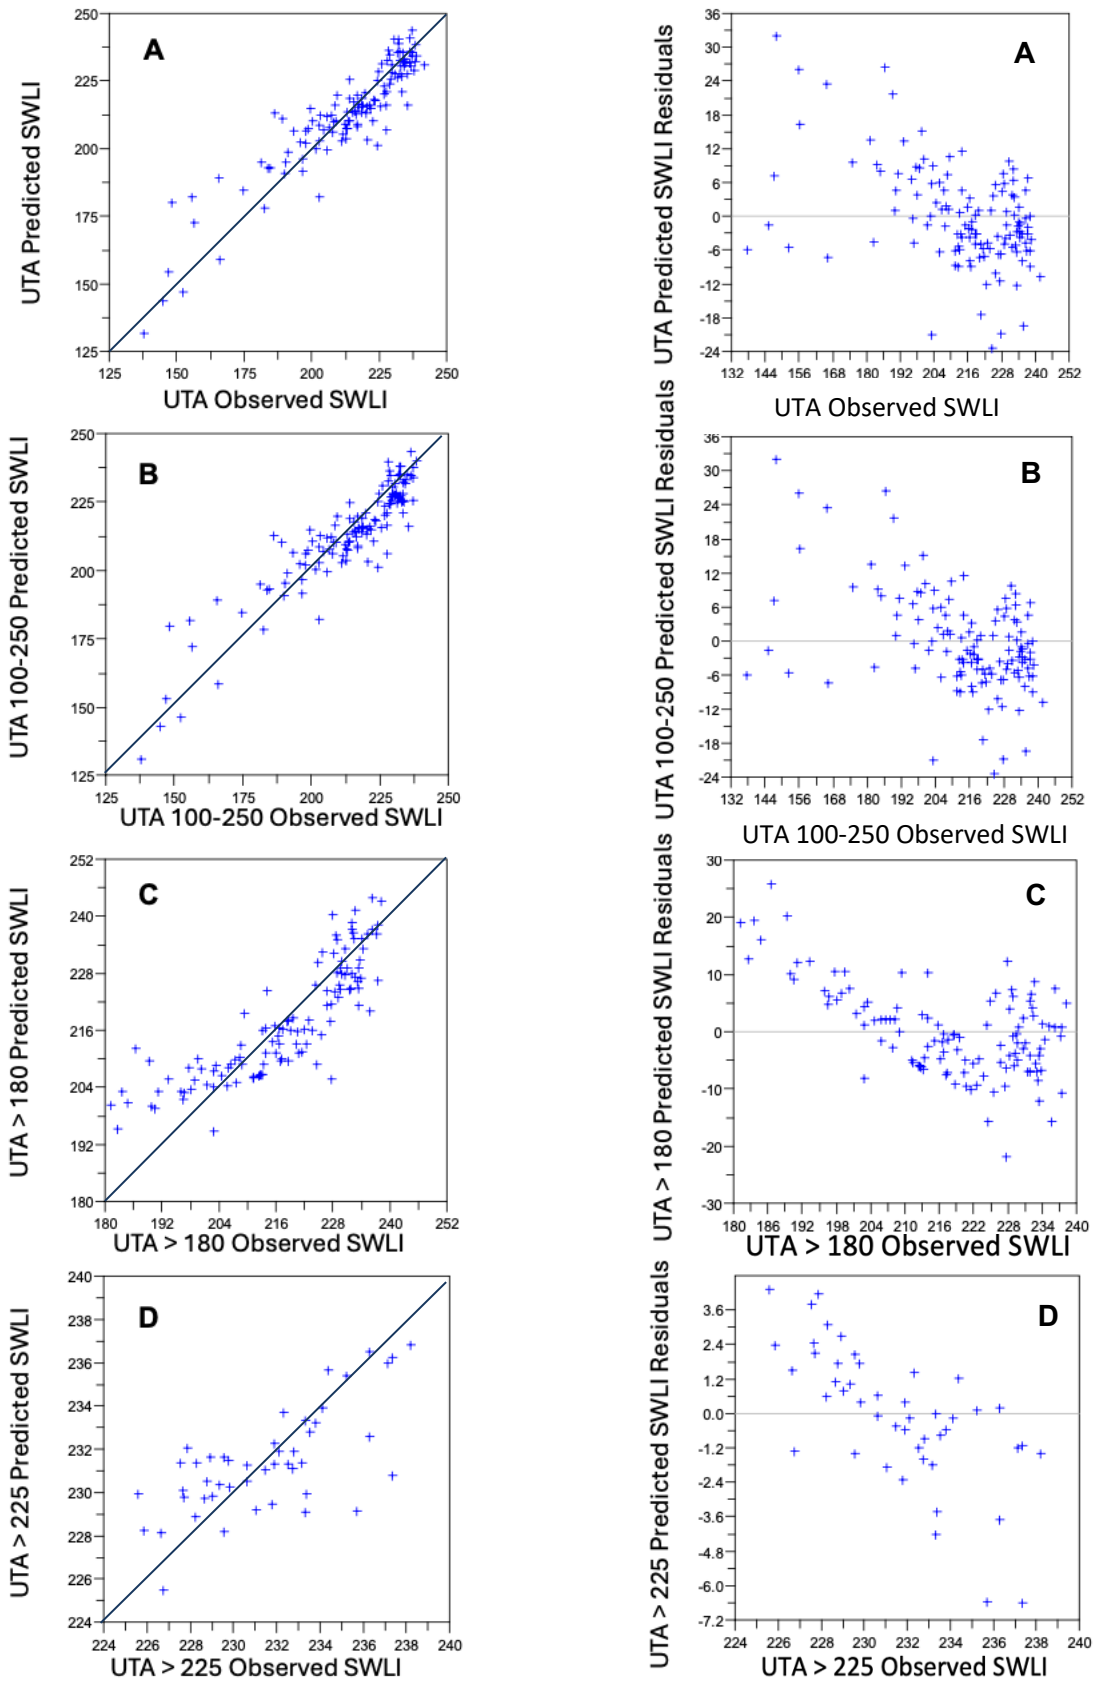 250
225
200
175
150
125
125 150 175 200 225 250
A
UTA Predicted SWLI
UTA Observed SWLI
36
30
24
18
12
6
0
-6
-12
-18
-24
132 144 156 168 180 192 204 216 228 240 252
A
UTA Predicted SWLI Residuals
UTA Observed SWLI
250
225
200
175
150
125
125 150 175 200 225 250
B
UTA 100-250 Predicted SWLI
UTA 100-250 Observed SWLI
36
30
24
18
12
6
0
-6
-12
-18
-24
132 144 156 168 180 192 204 216 228 240 252
B
UTA 100-250 Predicted SWLI Residuals
UTA 100-250 Observed SWLI
252
240
228
216
204
192
180
180 192 204 216 228 240 252
C
UTA > 180 Predicted SWLI
UTA > 180 Observed SWLI
30
20
10
0
-10
-20
-30
180 186 192 198 204 210 216 222 228 234 240
C
UTA > 180 Predicted SWLI Residuals
UTA > 180 Observed SWLI
240
238
236
234
232
230
228
226
224
224 226 228 230 232 234 236 238 240
D
UTA > 225 Predicted SWLI
UTA > 225 Observed SWLI
3.6
2.4
1.2
0.0
-1.2
-2.4
-3.6
-4.8
-6.0
-7.2
224 226 228 230 232 234 236 238 240
D
UTA > 225 Predicted SWLI Residuals
UTA > 225 Observed SWLI